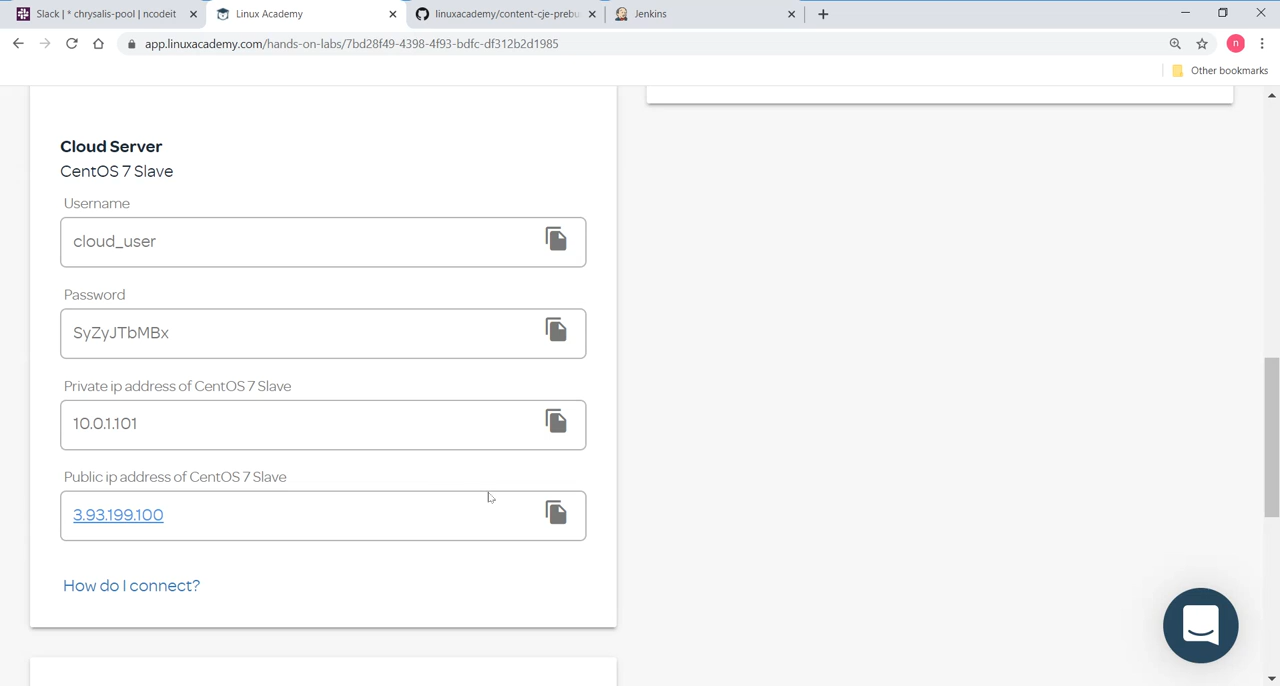 Slack | * chrysalis-pool | ncodeit
Linux Academy
linuxacademy/content-cje-prebu
Jenkins
app.linuxacademy.com/hands-on-labs/7bd28f49-4398-4f93-bdfc-df312b2d1985
n
Other bookmarks
Cloud Server
CentOS 7 Slave
Username
cloud_user
Password
SyZyJTbMBx
Private ip address of CentOS 7 Slave
10.0.1.101
Public ip address of CentOS 7 Slave
3.93.199.100
How do I connect?